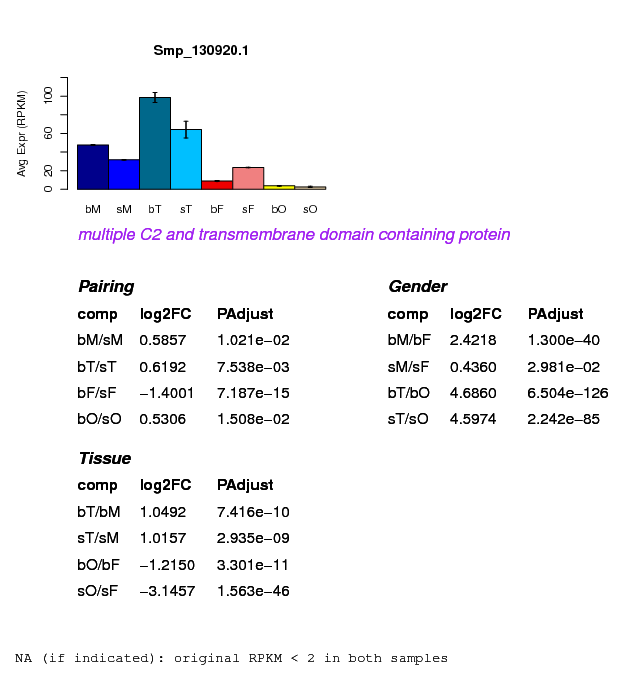 Smp_130920.1
Avg Expr (RPKM)
0 20 60 100
bM sM bT sT bF sF bO sO
multiple C2 and transmembrane domain containing protein
Pairing
comp log2FC PAdjust
bM/sM 0.5857 1.021e−02
bT/sT 0.6192 7.538e−03
bF/sF −1.4001 7.187e−15
bO/sO 0.5306 1.508e−02
Gender
comp log2FC PAdjust
bM/bF 2.4218 1.300e−40
sM/sF 0.4360 2.981e−02
bT/bO 4.6860 6.504e−126
sT/sO 4.5974 2.242e−85
Tissue
comp log2FC PAdjust
bT/bM 1.0492 7.416e−10
sT/sM 1.0157 2.935e−09
bO/bF −1.2150 3.301e−11
sO/sF −3.1457 1.563e−46
NA (if indicated): original RPKM < 2 in both samples